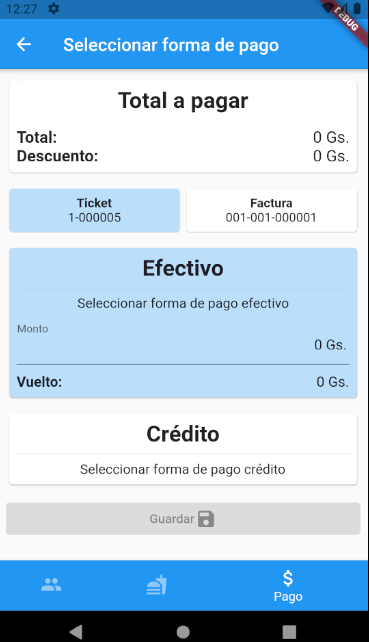 12:27
DEBUG
Seleccionar forma de pago
Total a pagar
Total: 0 Gs.
Descuento: 0 Gs.
Ticket
1-000005
Factura
001-001-000001
Efectivo
Seleccionar forma de pago efectivo
Monto
0 Gs.
Vuelto: 0 Gs.
Crédito
Seleccionar forma de pago crédito
Guardar
Pago